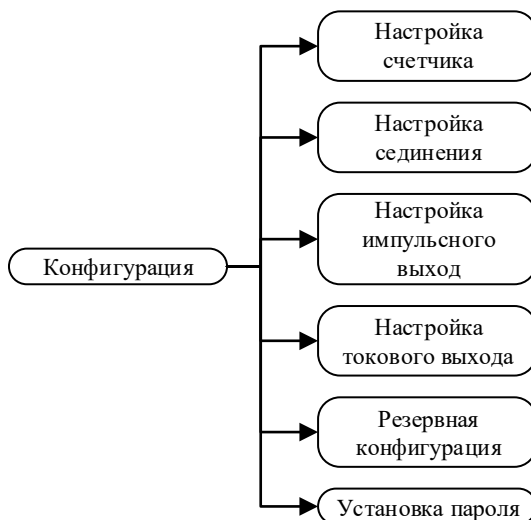 Настройка
счетчика
Настройка
сединения
Настройка
импульсного
выход
Конфигурация
Настройка
токового выхода
Резервная
конфигурация
Установка пароля